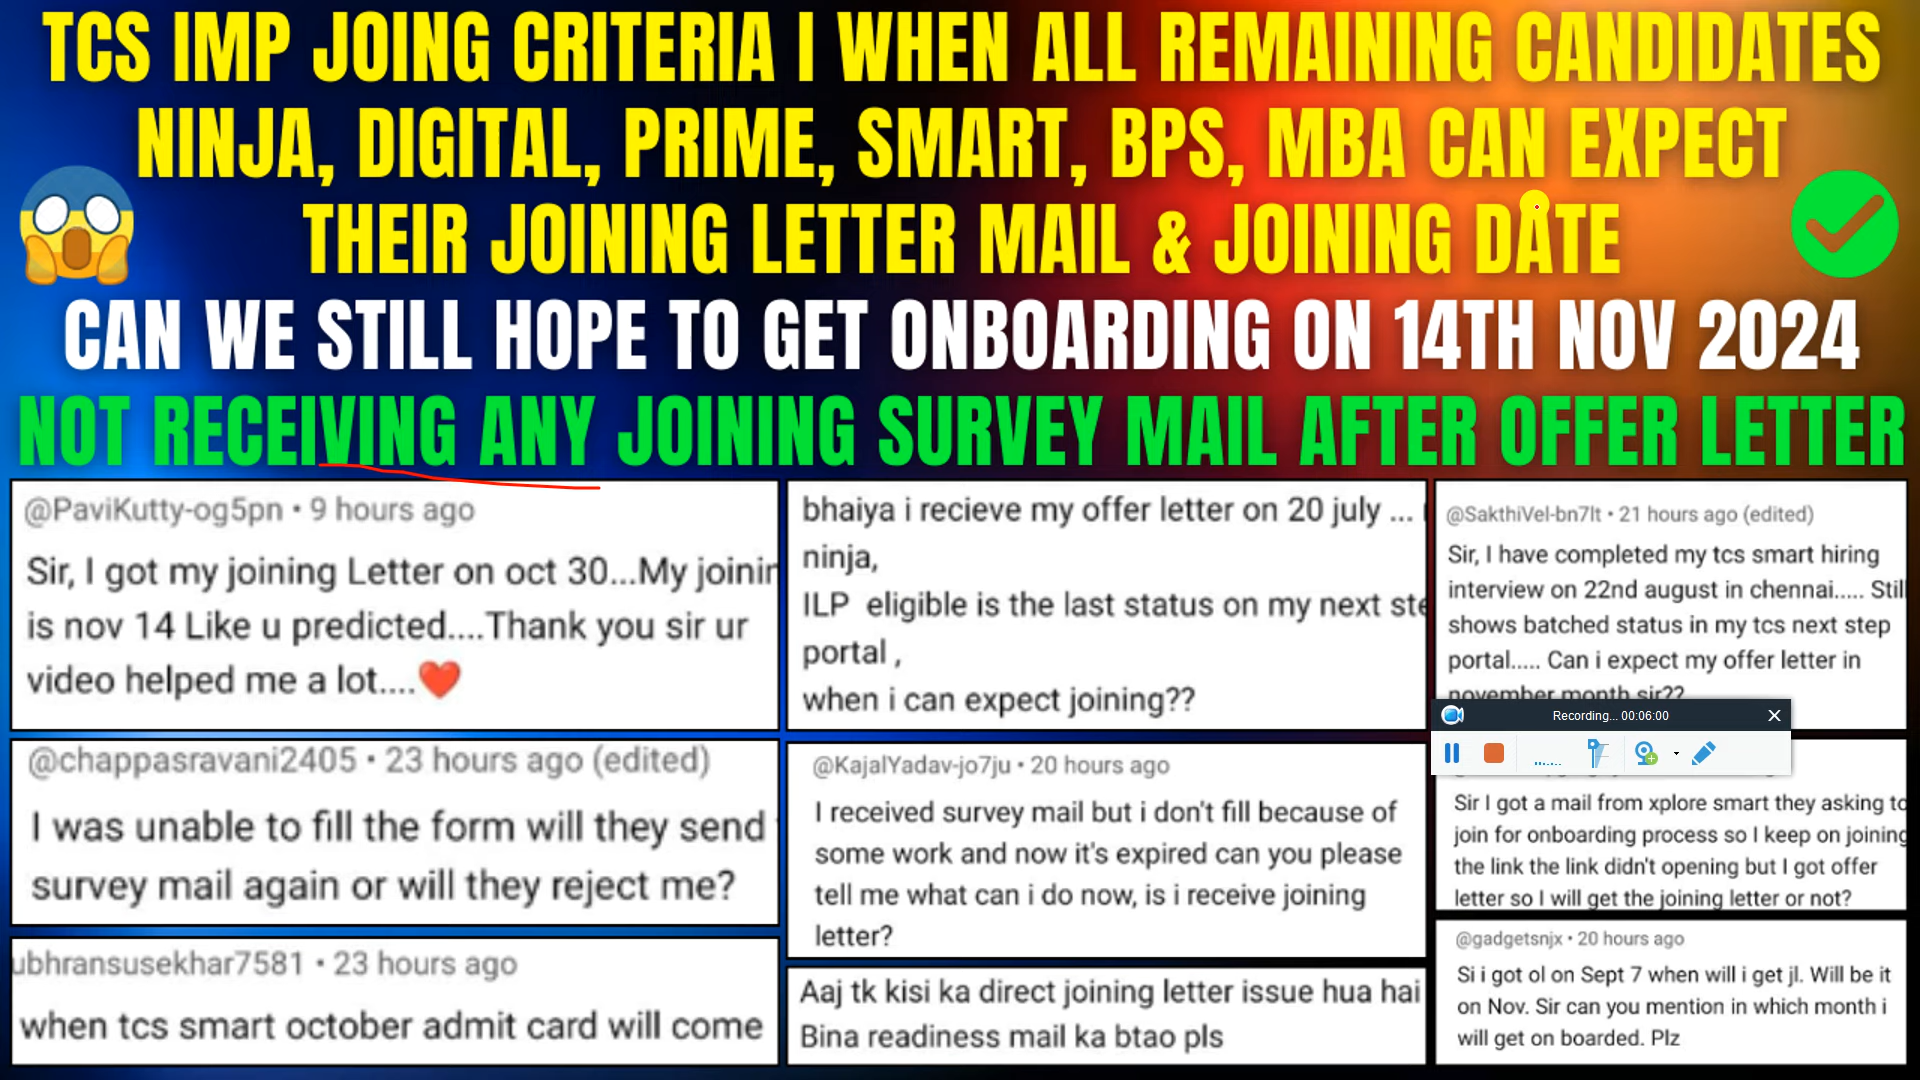 TCS IMP JOING CRITERIA I WHEN ALL REMAINING CANDIDATES
NINJA, DIGITAL, PRIME, SMART, BPS, MBA CAN EXPECT
THEIR JOINING LETTER MAIL & JOINING DATE
CAN WE STILL HOPE TO GET ONBOARDING ON 14TH NOV 2024
NOT RECEIVING ANY JOINING SURVEY MAIL AFTER OFFER LETTER
@PaviKutty-og5pn • 9 hours ago
Sir, I got my joining Letter on oct 30...My joinin
is nov 14 Like u predicted....Thank you sir ur
video helped me a lot....❤️
@chappasravani2405 • 23 hours ago (edited)
I was unable to fill the form will they send
survey mail again or will they reject me?
ubhransusekhar7581 • 23 hours ago
when tcs smart october admit card will come
bhaiya i recieve my offer letter on 20 july ...
ninja,
ILP eligible is the last status on my next ste
portal ,
when i can expect joining??
@KajalYadav-jo7ju • 20 hours ago
I received survey mail but i don't fill because of
some work and now it's expired can you please
tell me what can i do now, is i receive joining
letter?
Aaj tk kisi ka direct joining letter issue hua hai
Bina readiness mail ka btao pls
@SakthiVel-bn7lt • 21 hours ago (edited)
Sir, I have completed my tcs smart hiring
interview on 22nd august in chennai..... Still
shows batched status in my tcs next step
portal..... Can i expect my offer letter in
november month sir??
Recording... 00:06:00
Sir I got a mail from xplore smart they asking to
join for onboarding process so I keep on joining
the link the link didn't opening but I got offer
letter so I will get the joining letter or not?
@gadgetsnjx • 20 hours ago
Si i got ol on Sept 7 when will i get jl. Will be it
on Nov. Sir can you mention in which month i
will get on boarded. Plz